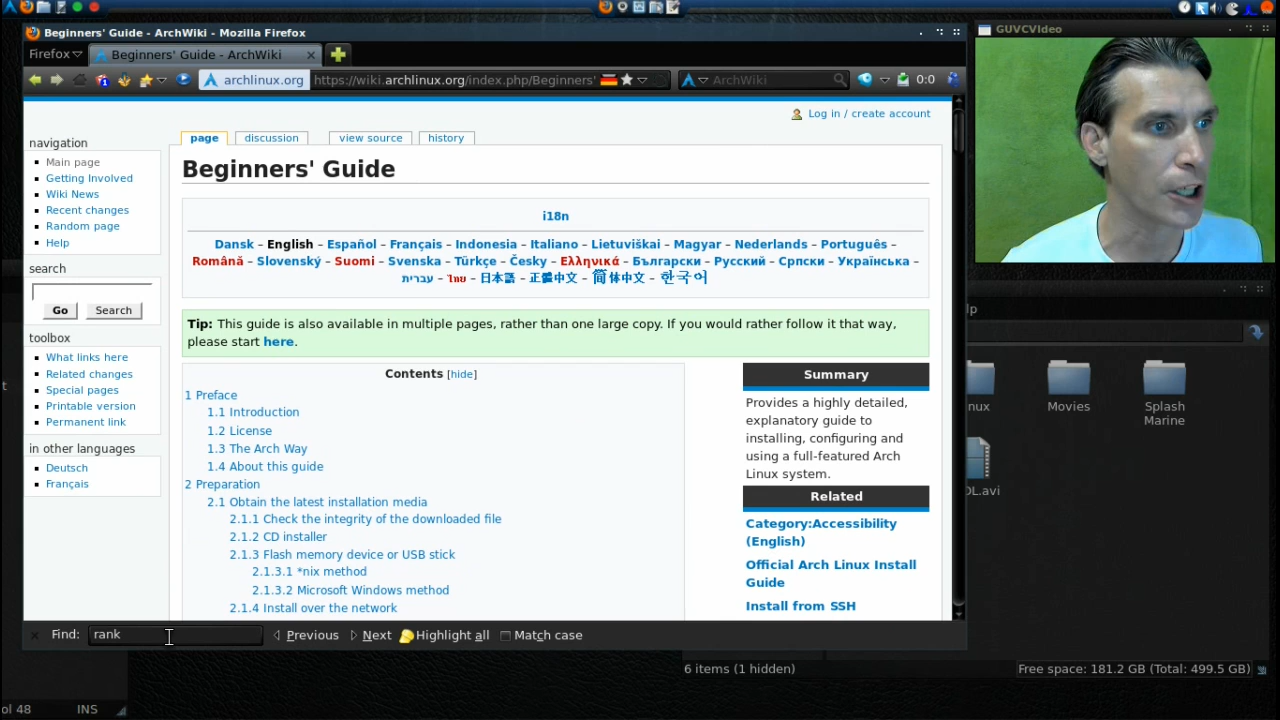 Beginners' Guide - ArchWiki - Mozilla Firefox
Firefox
Beginners' Guide - ArchWiki
archlinux.org
https://wiki.archlinux.org/index.php/Beginners'
ArchWiki
0:0
GUVCVideo
Log in / create account
page
discussion
view source
history
navigation
Main page
Getting Involved
Wiki News
Recent changes
Random page
Help
search
Go
Search
toolbox
What links here
Related changes
Special pages
Printable version
Permanent link
in other languages
Deutsch
Français
Beginners' Guide
i18n
Dansk – English – Español – Français – Indonesia – Italiano – Lietuviškai – Magyar – Nederlands – Português –
Română – Slovenský – Suomi – Svenska – Türkçe – Česky – Ελληνικά – Български – Русский – Српски – Українська –
עברית – ไทย – 日本語 – 正體中文 – 简体中文 – 한국어
Tip: This guide is also available in multiple pages, rather than one large copy. If you would rather follow it that way,
please start here.
Contents [hide]
1 Preface
1.1 Introduction
1.2 License
1.3 The Arch Way
1.4 About this guide
2 Preparation
2.1 Obtain the latest installation media
2.1.1 Check the integrity of the downloaded file
2.1.2 CD installer
2.1.3 Flash memory device or USB stick
2.1.3.1 *nix method
2.1.3.2 Microsoft Windows method
2.1.4 Install over the network
Summary
Provides a highly detailed,
explanatory guide to
installing, configuring and
using a full-featured Arch
Linux system.
Related
Category:Accessibility
(English)
Official Arch Linux Install
Guide
Install from SSH
Find: rank
Previous
Next
Highlight all
Match case
lp
nux
Movies
Splash
Marine
OL.avi
6 items (1 hidden)
Free space: 181.2 GB (Total: 499.5 GB)
ol 48
INS